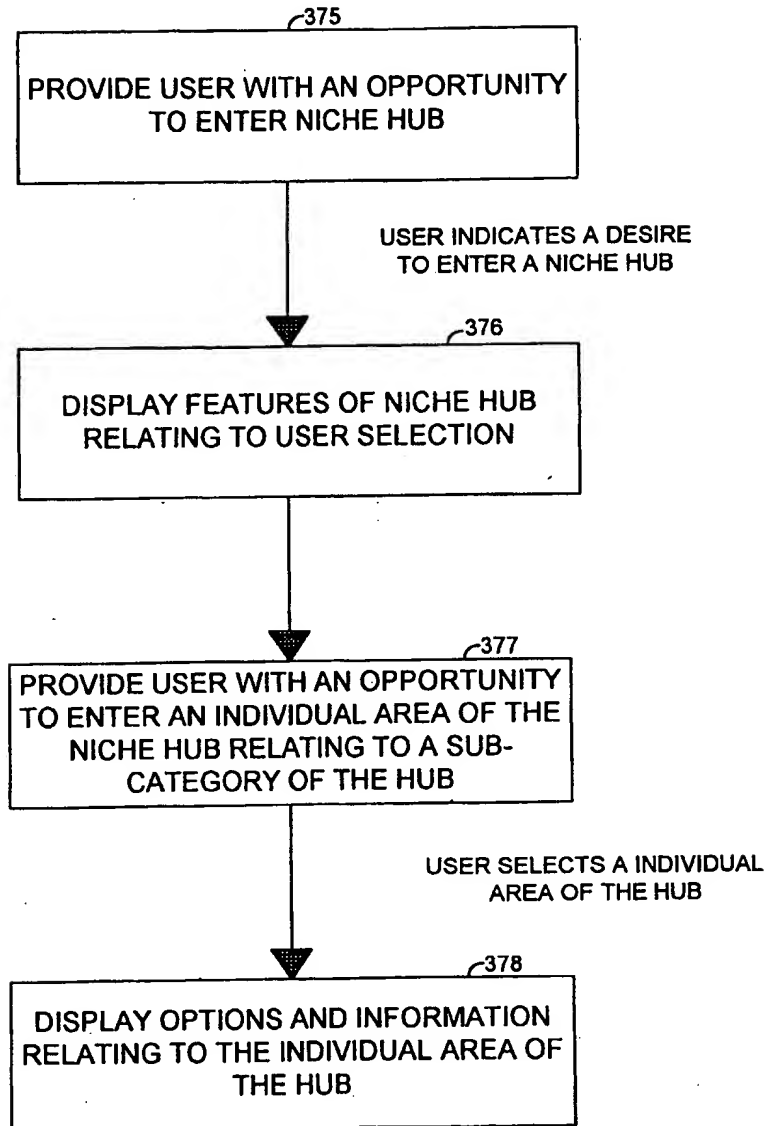 375
PROVIDE USER WITH AN OPPORTUNITY
TO ENTER NICHE HUB
USER INDICATES A DESIRE
TO ENTER A NICHE HUB
376
DISPLAY FEATURES OF NICHE HUB
RELATING TO USER SELECTION
377
PROVIDE USER WITH AN OPPORTUNITY
TO ENTER AN INDIVIDUAL AREA OF THE
NICHE HUB RELATING TO A SUB-
CATEGORY OF THE HUB
USER SELECTS A INDIVIDUAL
AREA OF THE HUB
378
DISPLAY OPTIONS AND INFORMATION
RELATING TO THE INDIVIDUAL AREA OF
THE HUB